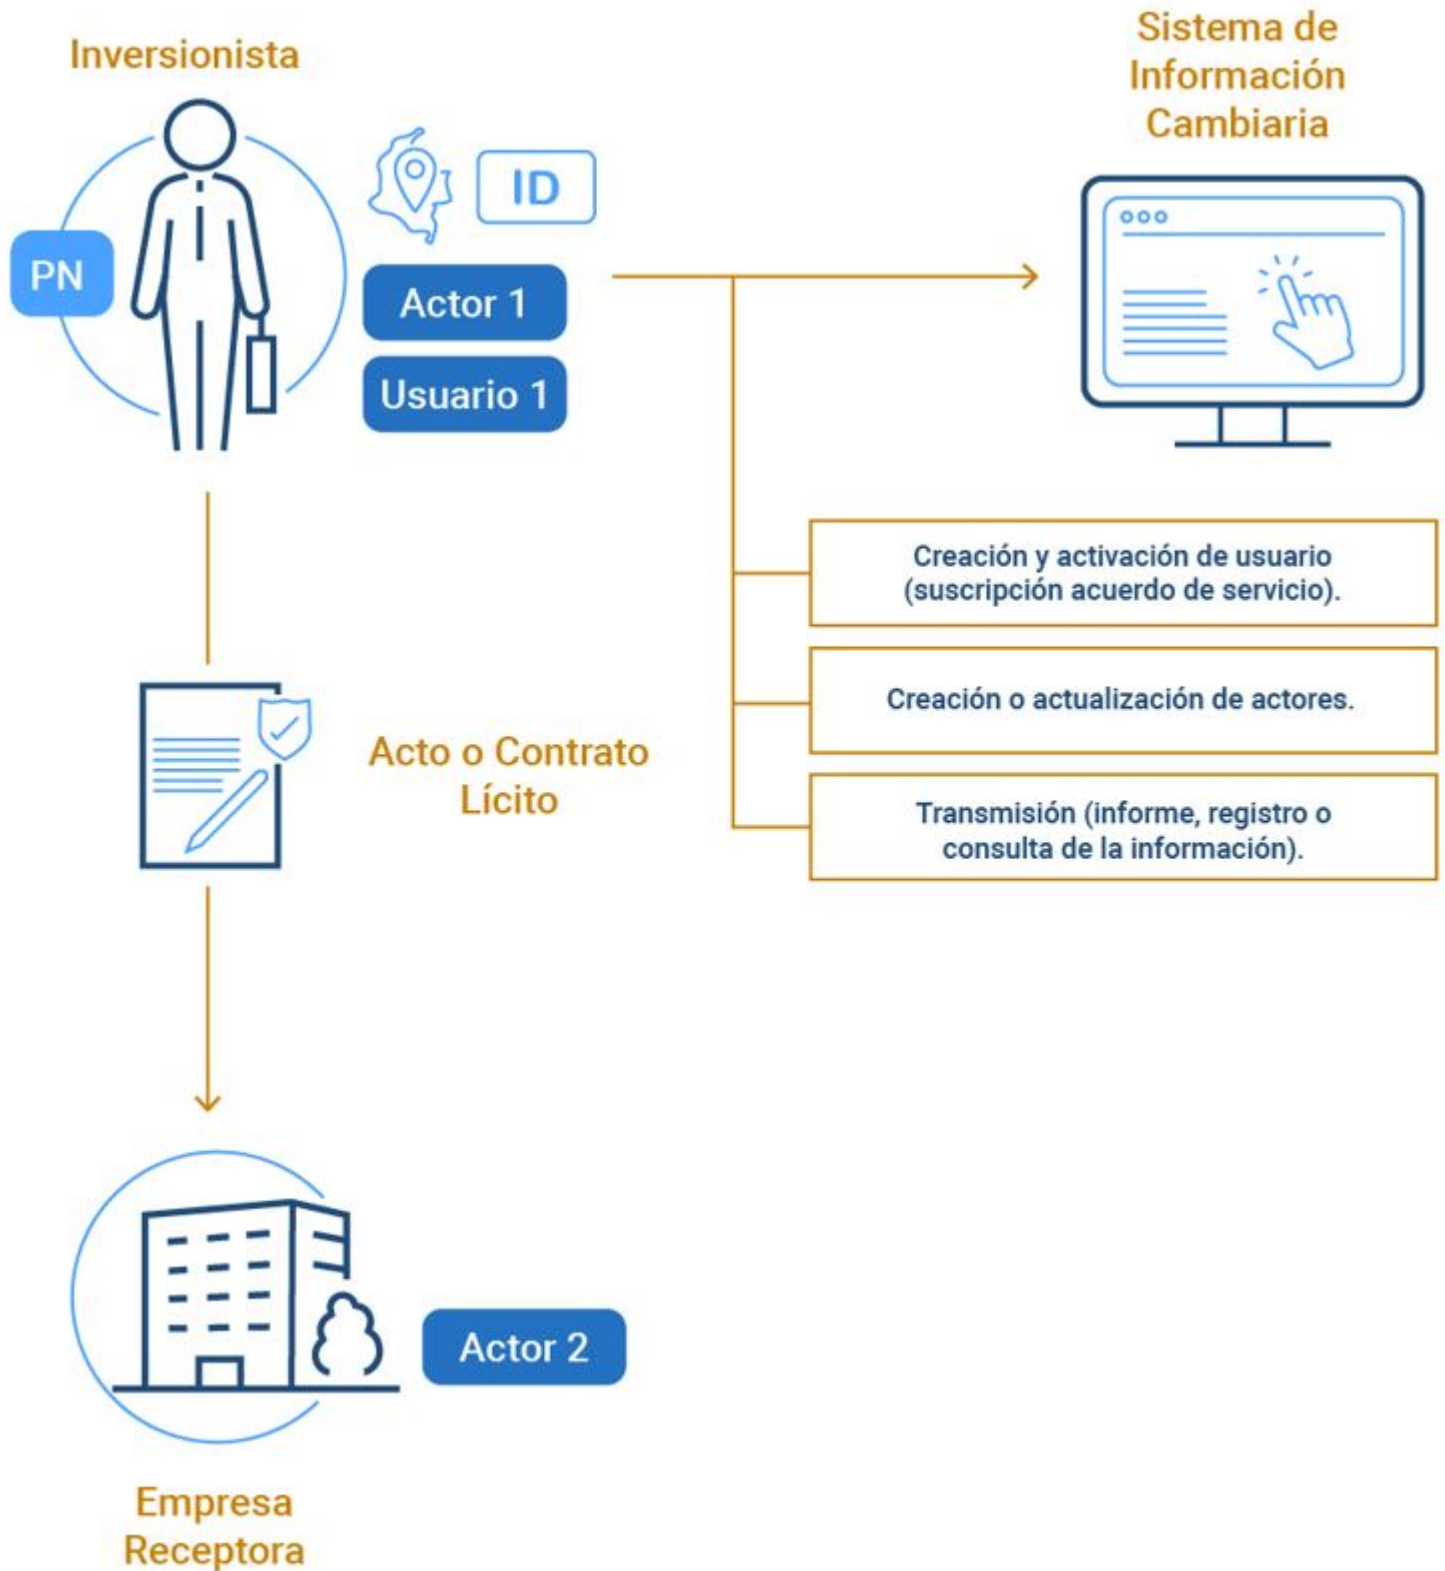 Inversionista
PN
ID
Actor 1
Usuario 1
Sistema de
Información
Cambiaria
Creación y activación de usuario
(suscripción acuerdo de servicio).
Creación o actualización de actores.
Transmisión (informe, registro o
consulta de la información).
Acto o Contrato
Lícito
Actor 2
Empresa
Receptora